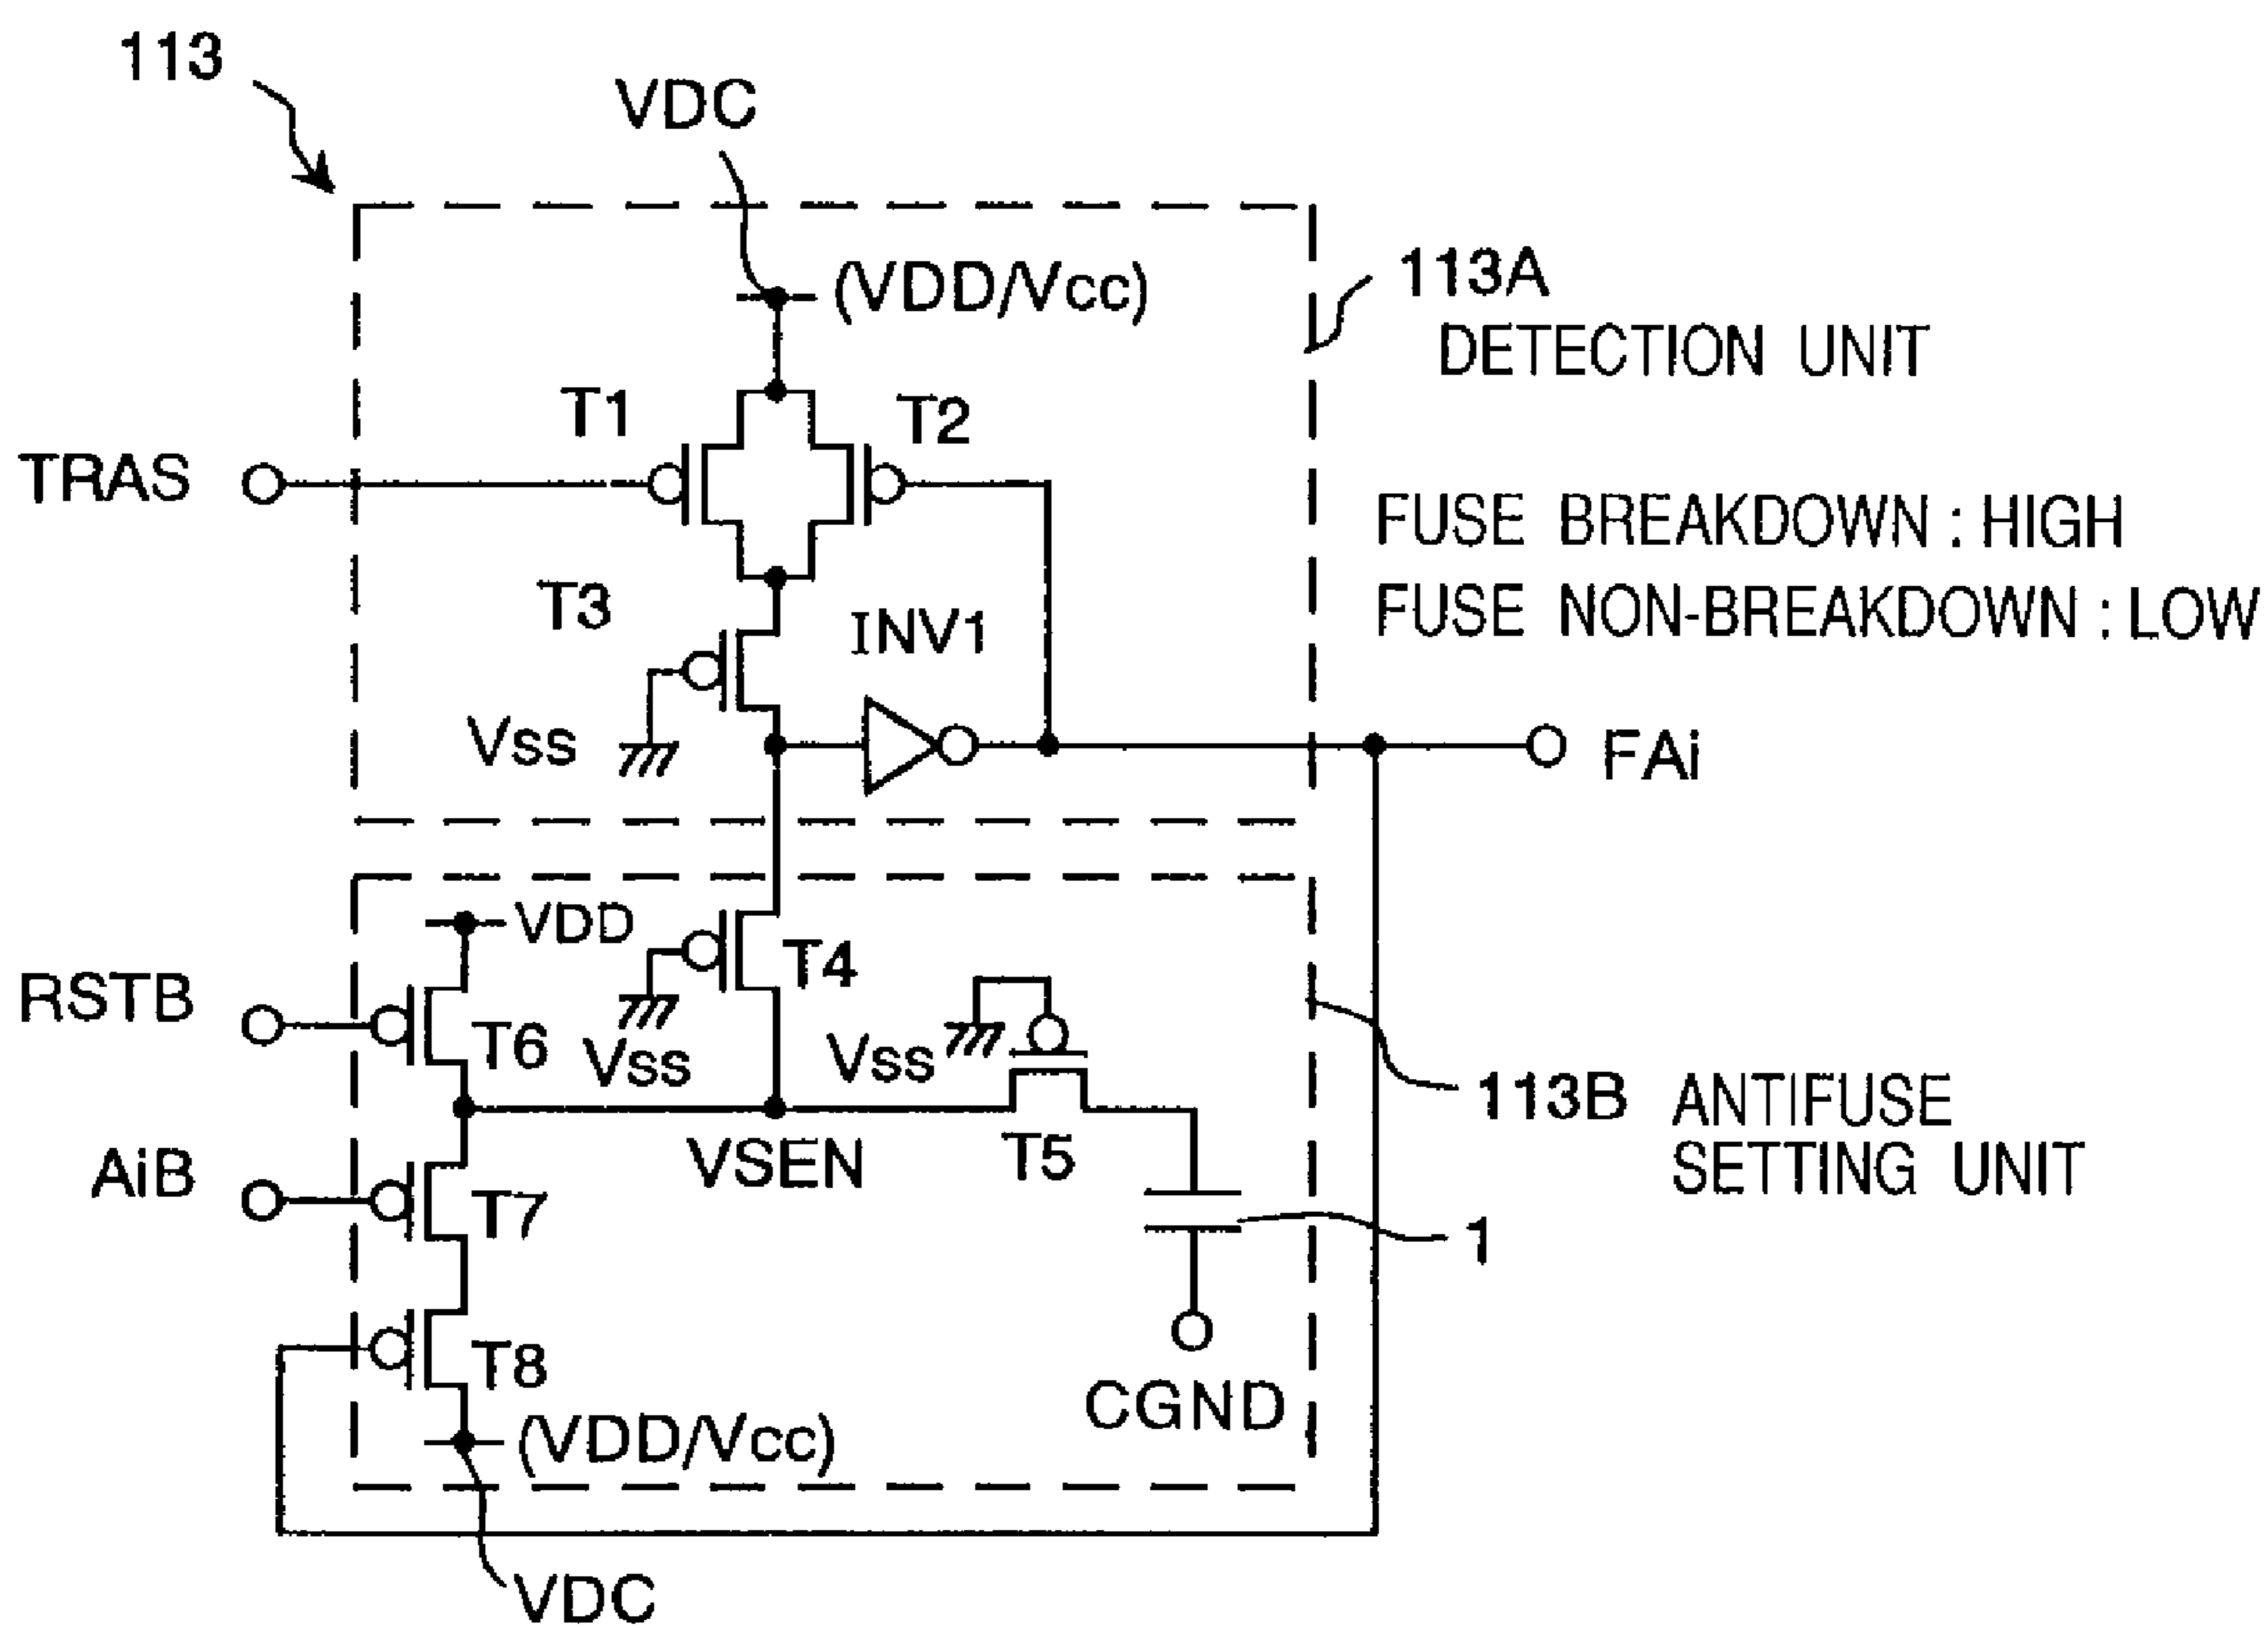 113
VDC
(VDD/Vcc)
113A
DETECTION UNIT
T1
T2
TRAS
FUSE BREAKDOWN : HIGH
FUSE NON-BREAKDOWN : LOW
T3
INV1
Vss
FAi
VDD
T4
RSTB
T6
Vss
Vss
113B ANTIFUSE
SETTING UNIT
VSEN
T5
AiB
T7
1
T8
CGND
(VDD/Vcc)
VDC